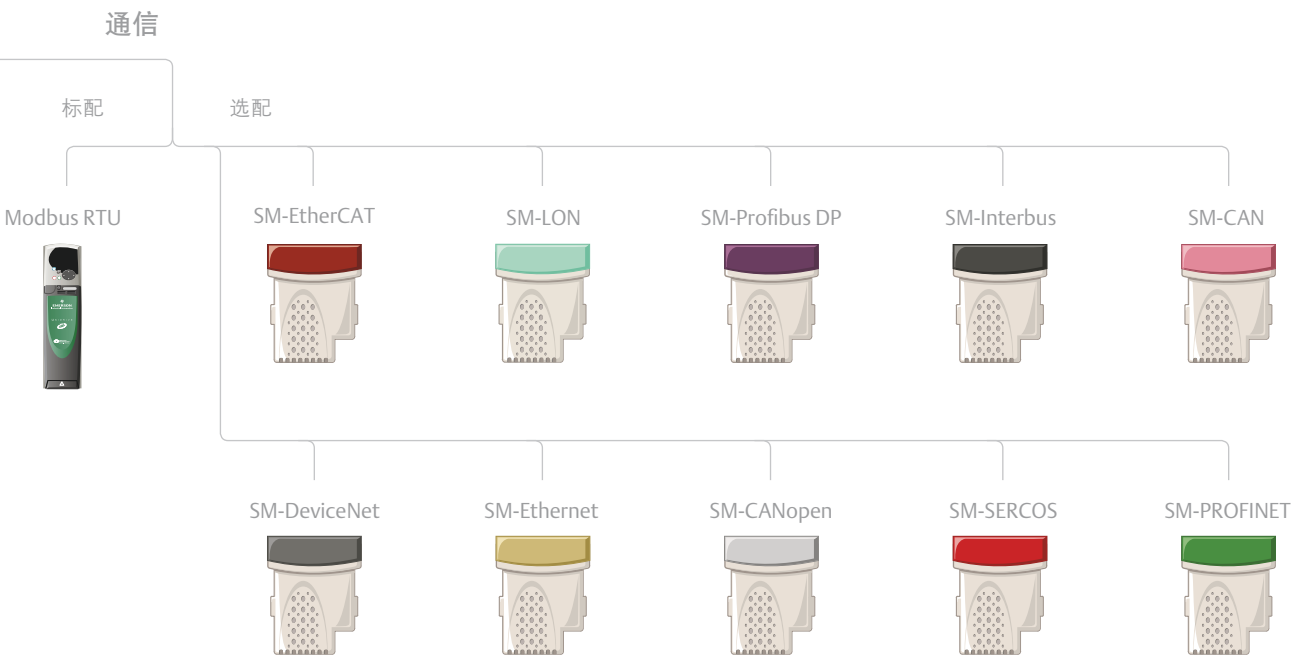 通信
标配
选配
Modbus RTU
SM-EtherCAT
SM-LON
SM-Profibus DP
SM-Interbus
SM-CAN
SM-DeviceNet
SM-Ethernet
SM-CANopen
SM-SERCOS
SM-PROFINET